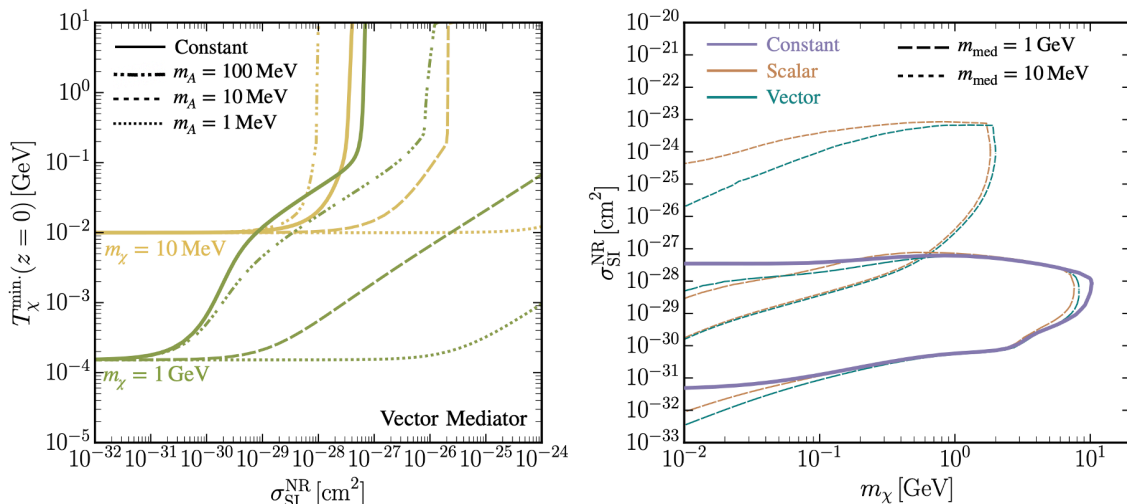 Constant
m_A = 100 MeV
m_A = 10 MeV
m_A = 1 MeV
m_χ = 10 MeV
m_χ = 1 GeV
Vector Mediator
T_χ^min. (z = 0) [GeV]
10^1
10^0
10^−1
10^−2
10^−3
10^−4
10^−5
10^−32 10^−31 10^−30 10^−29 10^−28 10^−27 10^−26 10^−25 10^−24
σ_SI^NR [cm^2]
Constant
Scalar
Vector
m_med = 1 GeV
m_med = 10 MeV
σ_SI^NR [cm^2]
10^−20
10^−22
10^−23
10^−24
10^−25
10^−26
10^−27
10^−28
10^−29
10^−30
10^−31
10^−32
10^−33
10^−2 10^−1 10^0 10^1
m_χ [GeV]